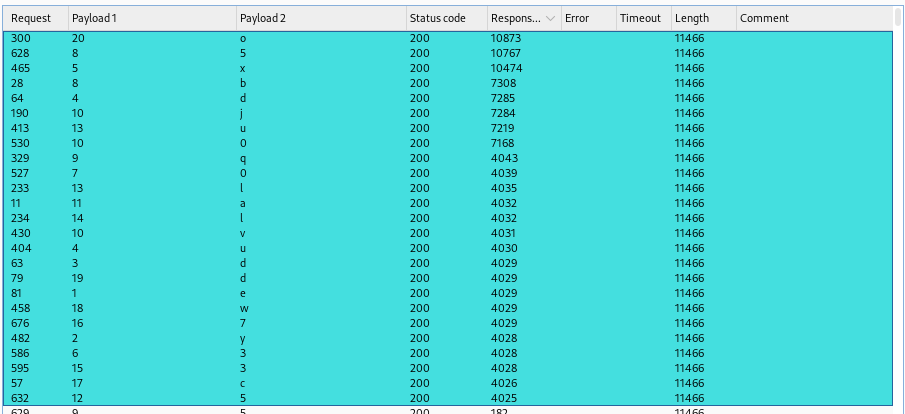 Request Payload 1 Payload 2 Status code Respons... Error Timeout Length Comment
300 20 o 200 10873 11466
628 8 5 200 10767 11466
465 5 x 200 10474 11466
28 8 b 200 7308 11466
64 4 d 200 7285 11466
190 10 j 200 7284 11466
413 13 u 200 7219 11466
530 10 0 200 7168 11466
329 9 q 200 4043 11466
527 7 0 200 4039 11466
233 13 l 200 4035 11466
11 11 a 200 4032 11466
234 14 l 200 4032 11466
430 10 v 200 4031 11466
404 4 u 200 4030 11466
63 3 d 200 4029 11466
79 19 d 200 4029 11466
81 1 e 200 4029 11466
458 18 w 200 4029 11466
676 16 7 200 4029 11466
482 2 y 200 4028 11466
586 6 3 200 4028 11466
595 15 3 200 4028 11466
57 17 c 200 4026 11466
632 12 5 200 4025 11466
629 9 5 200 182 11466